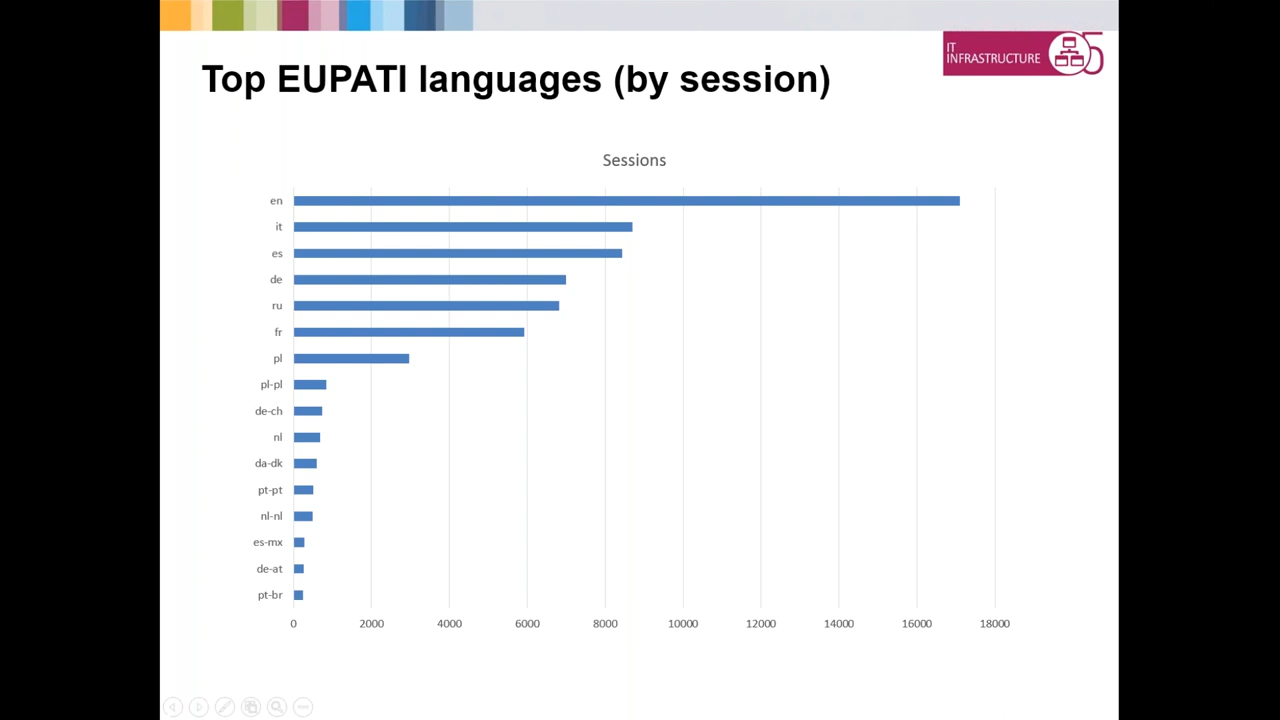 IT
INFRASTRUCTURE
5
Top EUPATI languages (by session)
Sessions
en
it
es
de
ru
fr
pl
pl-pl
de-ch
nl
da-dk
pt-pt
nl-nl
es-mx
de-at
pt-br
0 2000 4000 6000 8000 10000 12000 14000 16000 18000